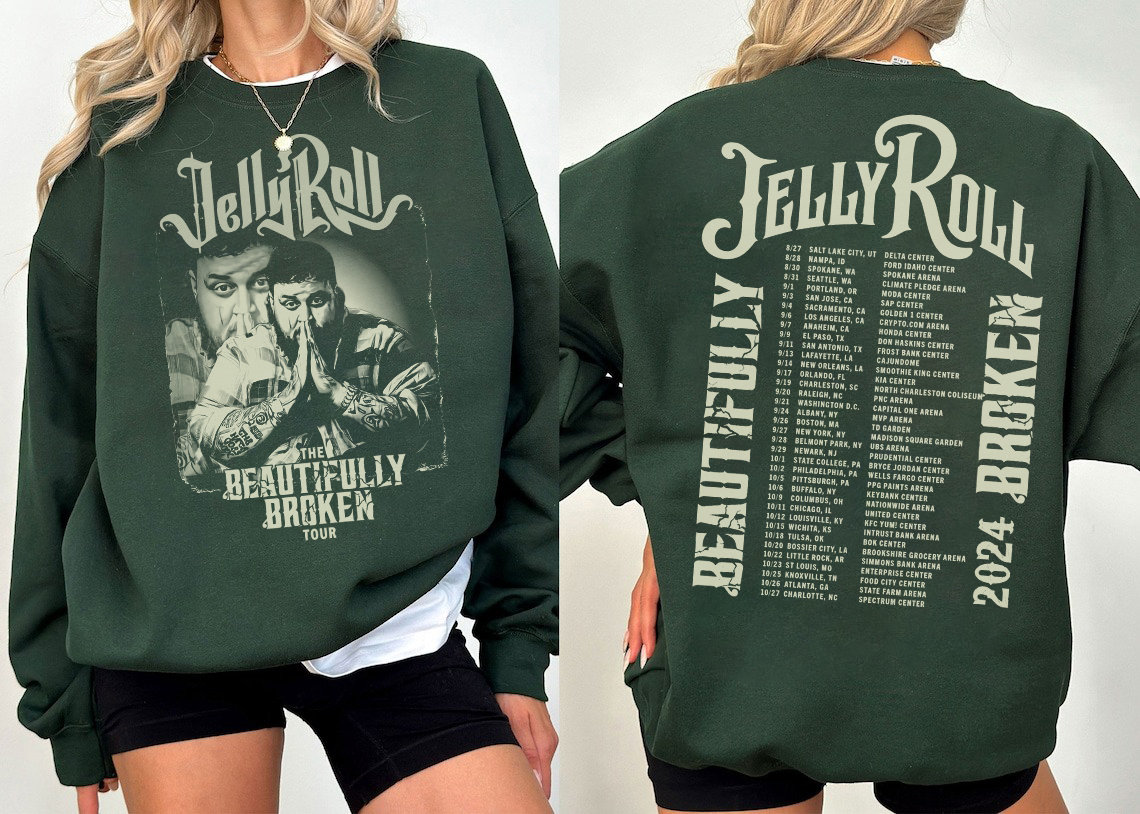 Jelly Roll
THE
BEAUTIFULLY
BROKEN
TOUR
JELLY ROLL
BEAUTIFULLY
2024 BROKEN
8/27 SALT LAKE CITY, UT DELTA CENTER
8/28 NAMPA, ID FORD IDAHO CENTER
8/30 SPOKANE, WA SPOKANE ARENA
8/31 SEATTLE, WA CLIMATE PLEDGE ARENA
9/1 PORTLAND, OR MODA CENTER
9/3 SAN JOSE, CA SAP CENTER
9/4 SACRAMENTO, CA GOLDEN 1 CENTER
9/6 LOS ANGELES, CA CRYPTO.COM ARENA
9/7 ANAHEIM, CA HONDA CENTER
9/9 EL PASO, TX DON HASKINS CENTER
9/11 SAN ANTONIO, TX FROST BANK CENTER
9/13 LAFAYETTE, LA CAJUNDOME
9/14 NEW ORLEANS, LA SMOOTHIE KING CENTER
9/17 ORLANDO, FL KIA CENTER
9/19 CHARLESTON, SC NORTH CHARLESTON COLISEUM
9/20 RALEIGH, NC PNC ARENA
9/21 WASHINGTON D.C. CAPITAL ONE ARENA
9/24 ALBANY, NY MVP ARENA
9/26 BOSTON, MA TD GARDEN
9/27 NEW YORK, NY MADISON SQUARE GARDEN
9/28 BELMONT PARK, NY UBS ARENA
9/29 NEWARK, NJ PRUDENTIAL CENTER
10/1 STATE COLLEGE, PA BRYCE JORDAN CENTER
10/2 PHILADELPHIA, PA WELLS FARGO CENTER
10/5 PITTSBURGH, PA PPG PAINTS ARENA
10/6 BUFFALO, NY KEYBANK CENTER
10/9 COLUMBUS, OH NATIONWIDE ARENA
10/11 CHICAGO, IL UNITED CENTER
10/12 LOUISVILLE, KY KFC YUM! CENTER
10/15 WICHITA, KS INTRUST BANK ARENA
10/18 TULSA, OK BOK CENTER
10/20 BOSSIER CITY, LA BROOKSHIRE GROCERY ARENA
10/22 LITTLE ROCK, AR SIMMONS BANK ARENA
10/23 ST LOUIS, MO ENTERPRISE CENTER
10/25 KNOXVILLE, TN FOOD CITY CENTER
10/26 ATLANTA, GA STATE FARM ARENA
10/27 CHARLOTTE, NC SPECTRUM CENTER